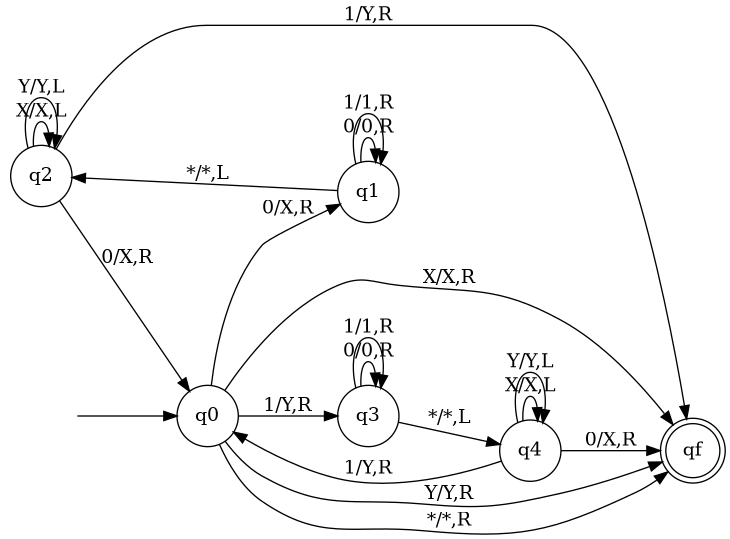 1/Y,R
Y/Y,L
X/X,L
q2
1/1,R
0/0,R
q1
*/*,L
0/X,R
0/X,R
X/X,R
1/1,R
0/0,R
Y/Y,L
X/X,L
q0
1/Y,R
q3
*/*,L
q4
0/X,R
qf
1/Y,R
Y/Y,R
*/*,R